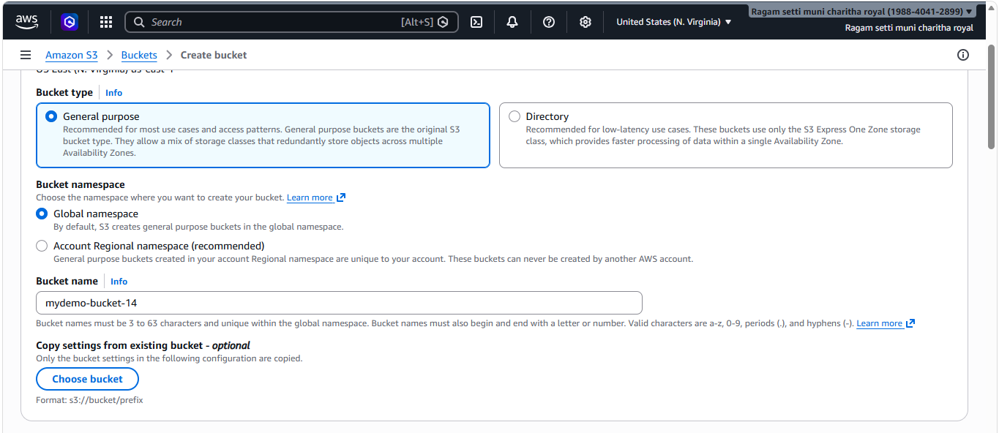 aws
Search
[Alt+S]
United States (N. Virginia) ▼
Ragam setti muni charitha royal (1988-4041-2899) ▼
Ragam setti muni charitha royal
Amazon S3 > Buckets > Create bucket
US East (N. Virginia) us-east-1
Bucket type Info
General purpose
Recommended for most use cases and access patterns. General purpose buckets are the original S3
bucket type. They allow a mix of storage classes that redundantly store objects across multiple
Availability Zones.
Directory
Recommended for low-latency use cases. These buckets use only the S3 Express One Zone storage
class, which provides faster processing of data within a single Availability Zone.
Bucket namespace
Choose the namespace where you want to create your bucket. Learn more
Global namespace
By default, S3 creates general purpose buckets in the global namespace.
Account Regional namespace (recommended)
General purpose buckets created in your account Regional namespace are unique to your account. These buckets can never be created by another AWS account.
Bucket name Info
mydemo-bucket-14
Bucket names must be 3 to 63 characters and unique within the global namespace. Bucket names must also begin and end with a letter or number. Valid characters are a-z, 0-9, periods (.), and hyphens (-). Learn more
Copy settings from existing bucket - optional
Only the bucket settings in the following configuration are copied.
Choose bucket
Format: s3://bucket/prefix